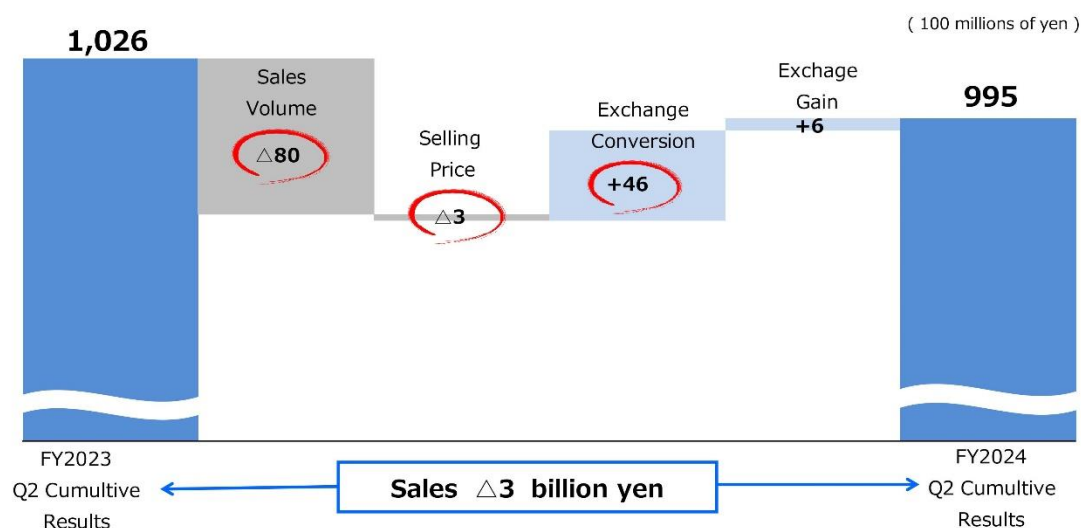 ( 100 millions of yen )
1,026
Sales
Volume
△80
Selling
Price
△3
Exchange
Conversion
+46
Exchage
Gain
+6
995
FY2023
Q2 Cumultive
Results
Sales △3 billion yen
FY2024
Q2 Cumultive
Results